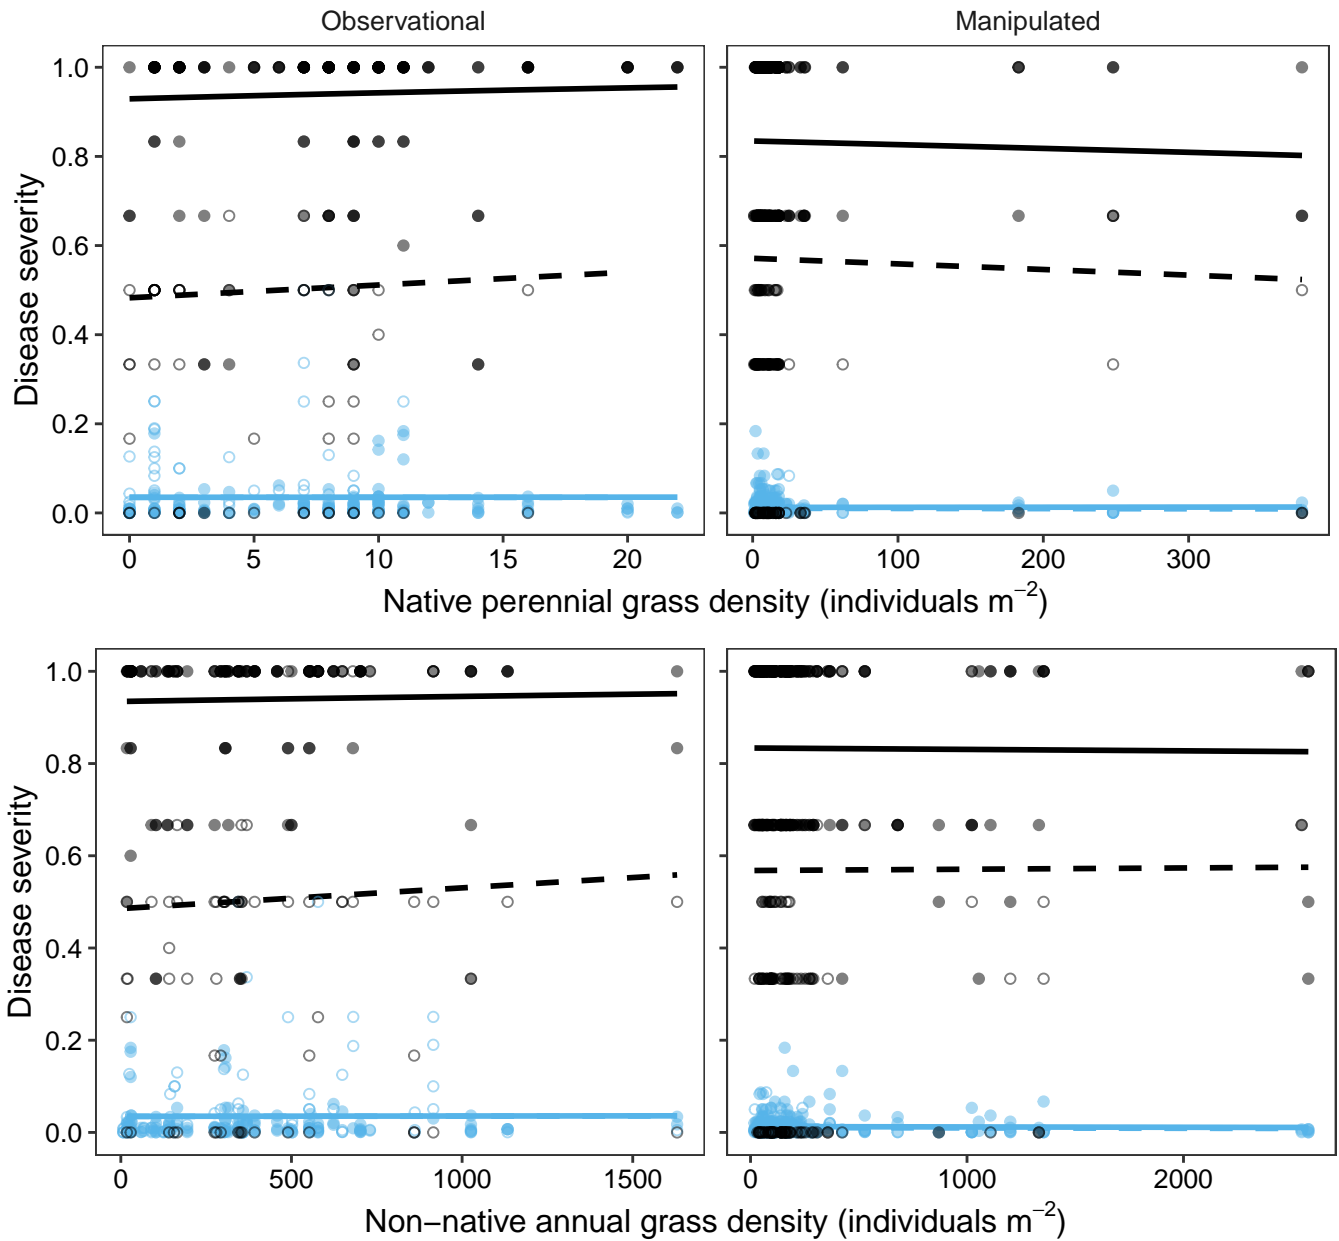 Observational
Manipulated
Disease severity
1.0
0.8
0.6
0.4
0.2
0.0
0 5 10 15 20
0 100 200 300
Native perennial grass density (individuals m⁻²)
Disease severity
1.0
0.8
0.6
0.4
0.2
0.0
0 500 1000 1500
0 1000 2000
Non−native annual grass density (individuals m⁻²)